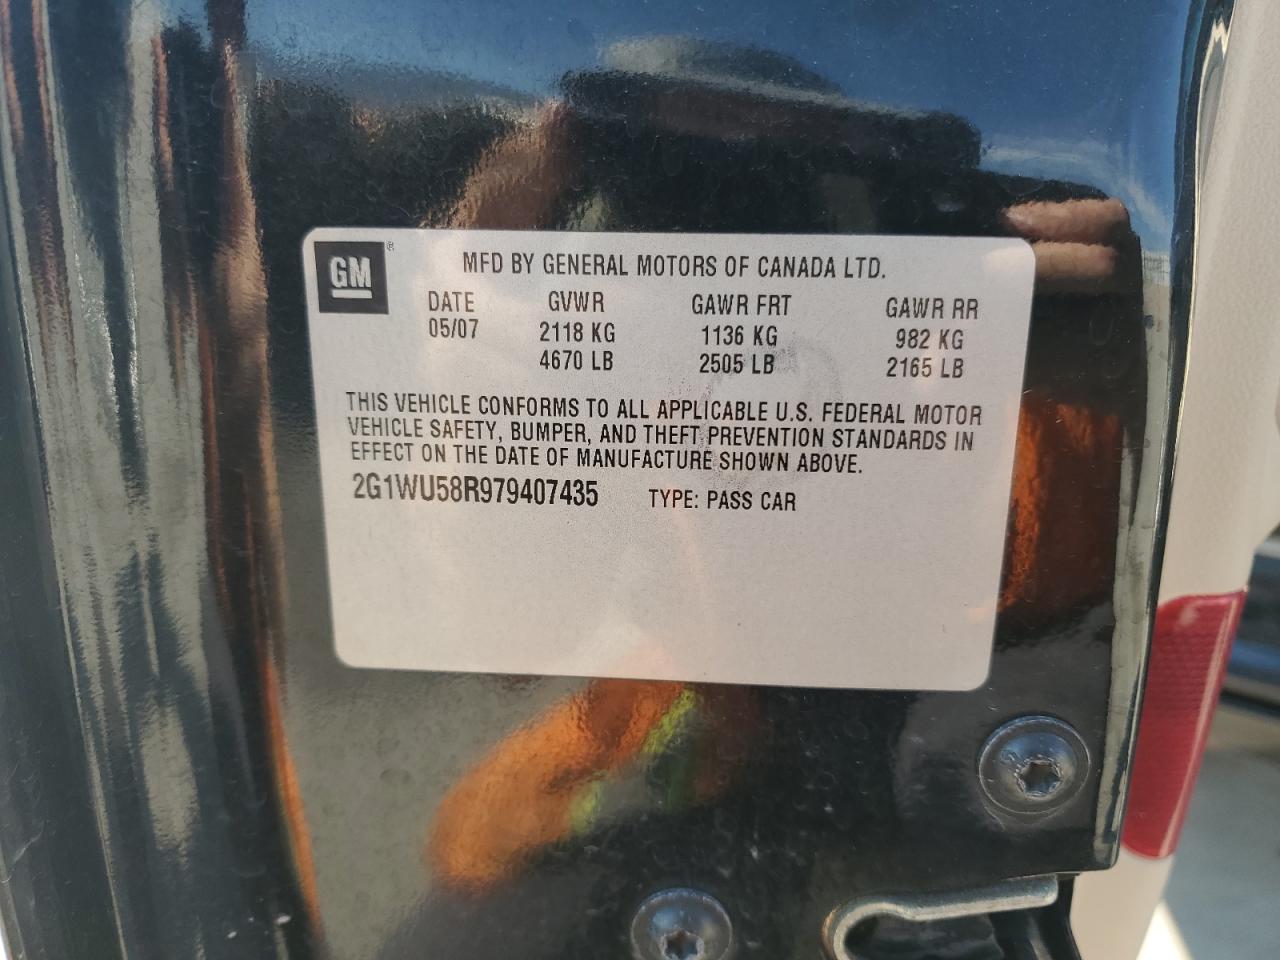 GM®
MFD BY GENERAL MOTORS OF CANADA LTD.
DATE GVWR GAWR FRT GAWR RR
05/07 2118 KG 1136 KG 982 KG
4670 LB 2505 LB 2165 LB
THIS VEHICLE CONFORMS TO ALL APPLICABLE U.S. FEDERAL MOTOR
VEHICLE SAFETY, BUMPER, AND THEFT PREVENTION STANDARDS IN
EFFECT ON THE DATE OF MANUFACTURE SHOWN ABOVE.
2G1WU58R979407435 TYPE: PASS CAR